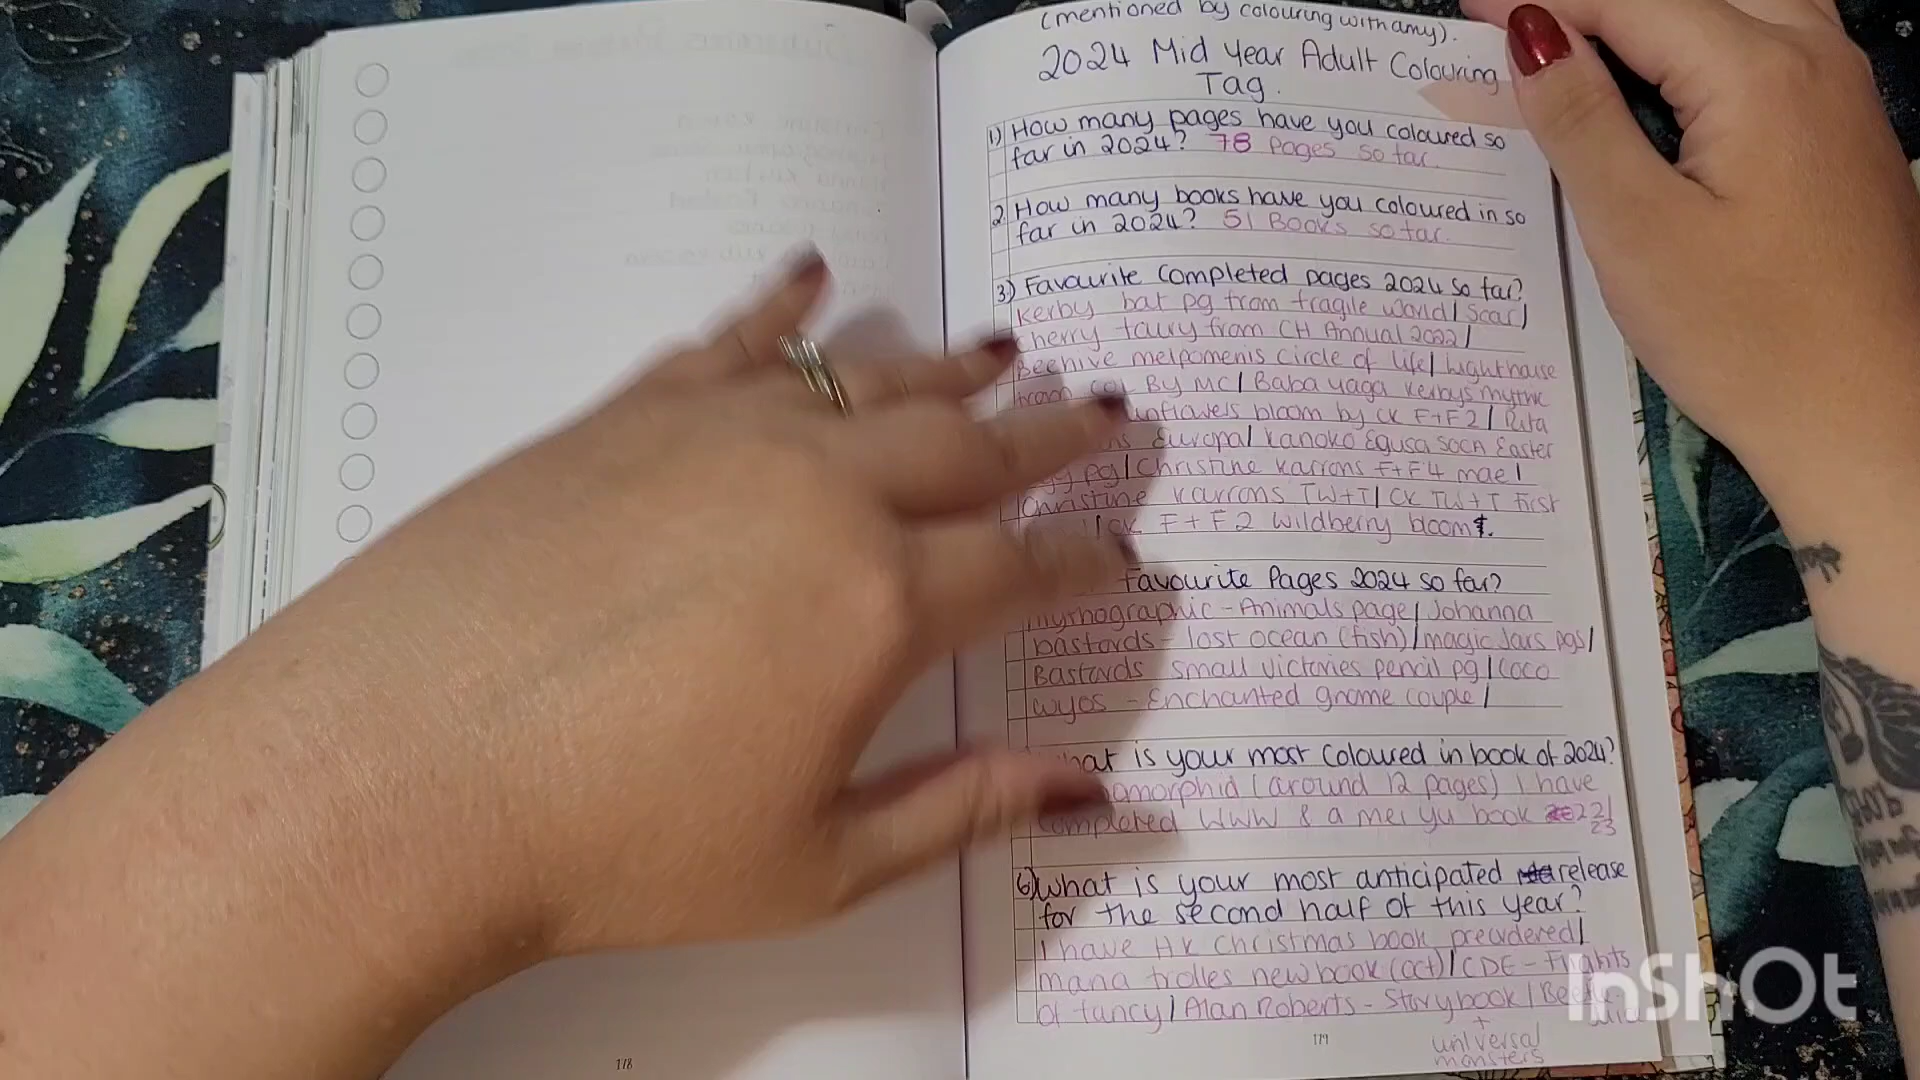 (mentioned by colouring with amy).
2024 Mid Year Adult Colouring
Tag.
1) How many pages have you coloured so
far in 2024? 78 Pages so far.
2. How many books have you coloured in so
far in 2024? 51 Books so far.
3) Favourite completed pages 2024 so far?
Kerby bat pg from fragile world / Scar /
cherry fairy from CH Annual 2022 /
Beehive melpomenis circle of life / lighthouse
from By MC / Baba yaga Kerbys mythic
bloom by CK F+F2 / Rita
Europa / Kanoko Egusa SOCA Easter
pg / Christine Karrons F+F4 mae /
Christine Karrons TW+T / CK TW+T first
/ CK F+F2 wildberry bloom.
Favourite Pages 2024 so far?
mythographic - Animals page / Johanna
bastards - lost ocean (fish) / magic Jars pgs /
Bastards small victories pencil pg / Coco
wyos - Enchanted gnome couple /
is your most coloured in book of 2024?
(around 12 pages) I have
completed WWW & a mei yu book 22/23
6) what is your most anticipated release
for the second half of this year?
I have HK christmas book preordered /
mana trolles new book (oct) / CDE - Flights
of fancy / Alan Roberts - Storybook /
+
universal
monsters
178
179
InShOt